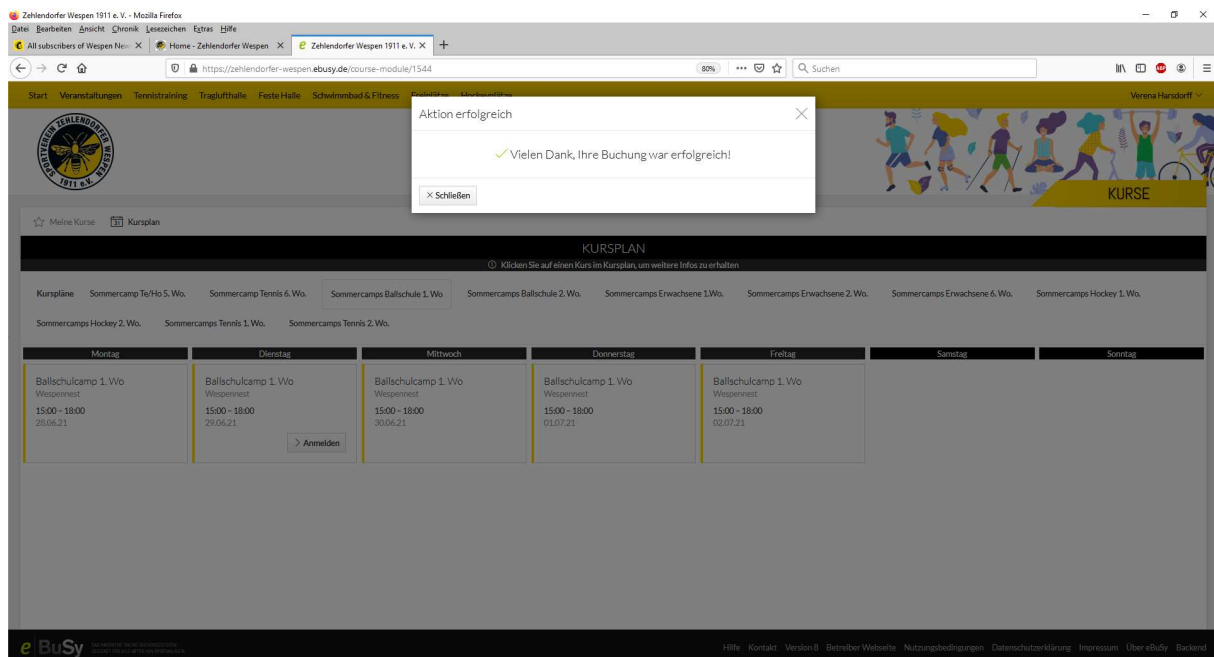 Zehlendorfer Wespen 1911 e. V. - Mozilla Firefox
Datei Bearbeiten Ansicht Chronik Lesezeichen Extras Hilfe
All subscribers of Wespen New
Home - Zehlendorfer Wespen
Zehlendorfer Wespen 1911 e. V.
https://zehlendorfer-wespen.ebusy.de/course-module/1544
80%
Suchen
Start Veranstaltungen Tennistraining Traglufthalle Feste Halle Schwimmbad & Fitness Freiplätze Hockeyplätze
Verena Harsdorff
SPORTVEREIN ZEHLENDORFER WESPEN
1911 e.V.
Aktion erfolgreich
Vielen Dank, Ihre Buchung war erfolgreich!
× Schließen
KURSE
Meine Kurse
31 Kursplan
KURSPLAN
Klicken Sie auf einen Kurs im Kursplan, um weitere Infos zu erhalten
Kurspläne Sommercamp Te/Ho 5. Wo. Sommercamp Tennis 6. Wo. Sommercamps Ballschule 1. Wo Sommercamps Ballschule 2. Wo. Sommercamps Erwachsene 1.Wo. Sommercamps Erwachsene 2. Wo. Sommercamps Erwachsene 6. Wo. Sommercamps Hockey 1. Wo.
Sommercamps Hockey 2. Wo. Sommercamps Tennis 1. Wo. Sommercamps Tennis 2. Wo.
Montag Dienstag Mittwoch Donnerstag Freitag Samstag Sonntag
Ballschulcamp 1. Wo Ballschulcamp 1. Wo Ballschulcamp 1. Wo Ballschulcamp 1. Wo Ballschulcamp 1. Wo
Wespennest Wespennest Wespennest Wespennest Wespennest
15:00 – 18:00 15:00 – 18:00 15:00 – 18:00 15:00 – 18:00 15:00 – 18:00
28.06.21 29.06.21 30.06.21 01.07.21 02.07.21
> Anmelden
e BuSy
Hilfe Kontakt Version 8 Betreiber Webseite Nutzungsbedingungen Datenschutzerklärung Impressum Über eBuSy Backend